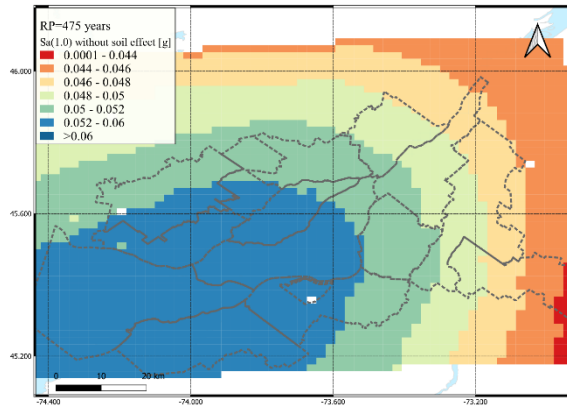 RP=475 years
Sa(1.0) without soil effect [g]
0.0001 - 0.044
0.044 - 0.046
0.046 - 0.048
0.048 - 0.05
0.05 - 0.052
0.052 - 0.06
>0.06
46.000
45.600
45.200
0 10 20 km
-74.400 -74.000 -73.600 -73.200